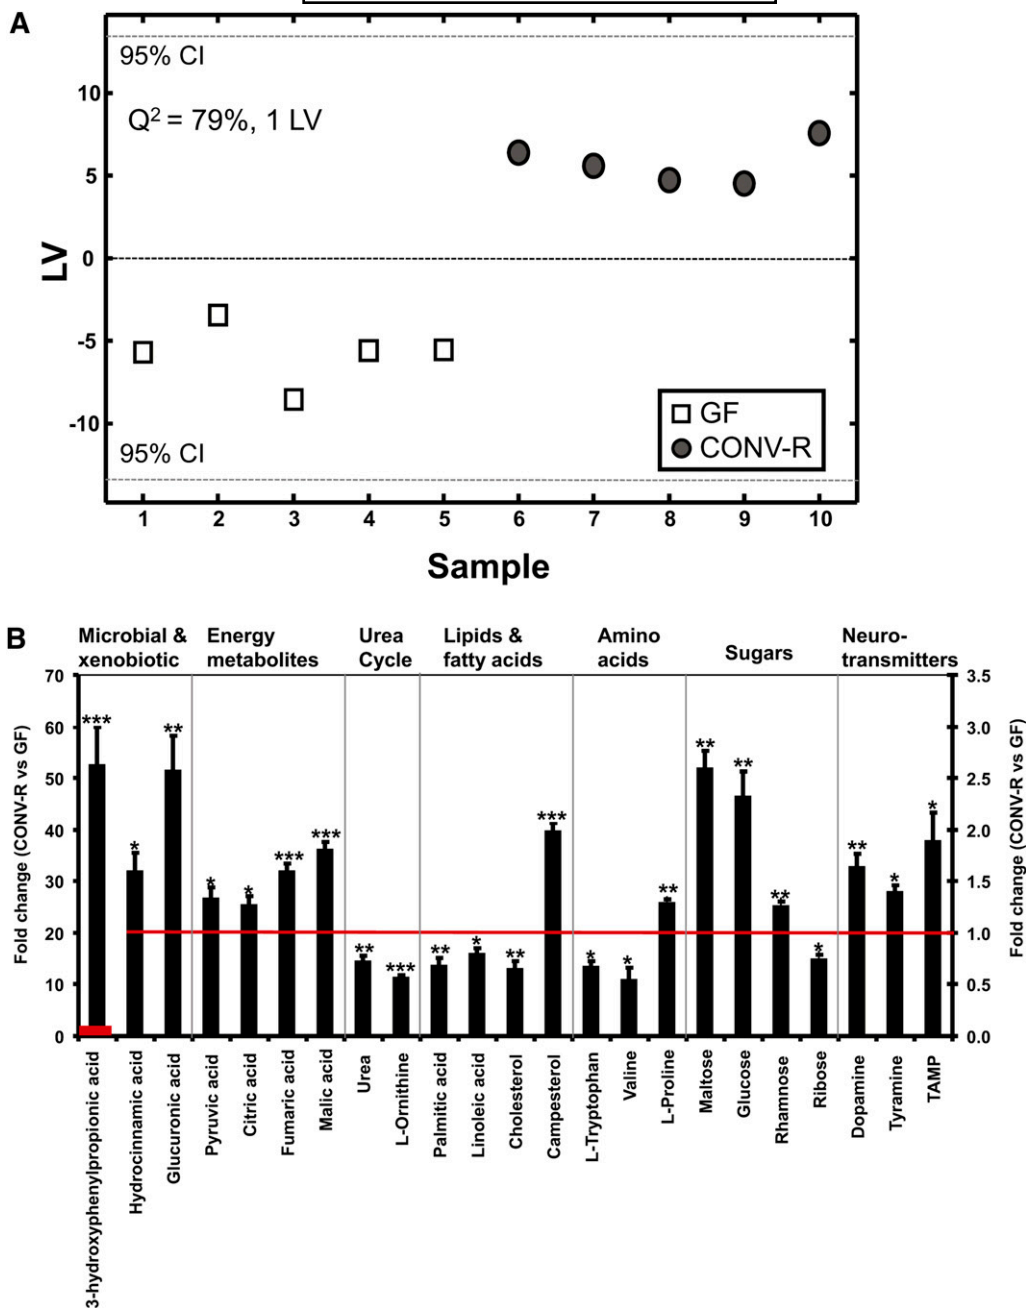 A
95% CI
Q² = 79%, 1 LV
10
5
0
-5
-10
LV
95% CI
GF
CONV-R
1 2 3 4 5 6 7 8 9 10
Sample
B
Microbial & xenobiotic
Energy metabolites
Urea Cycle
Lipids & fatty acids
Amino acids
Sugars
Neuro-transmitters
70
60
50
40
30
20
10
0
Fold change (CONV-R vs GF)
*** * ** * * *** *** ** *** ** * ** *** * * ** ** ** ** * ** * *
3.5
3.0
2.5
2.0
1.5
1.0
0.5
0.0
Fold change (CONV-R vs GF)
3-hydroxyphenylpropionic acid
Hydrocinnamic acid
Glucuronic acid
Pyruvic acid
Citric acid
Fumaric acid
Malic acid
Urea
L-Ornithine
Palmitic acid
Linoleic acid
Cholesterol
Campesterol
L-Tryptophan
Valine
L-Proline
Maltose
Glucose
Rhamnose
Ribose
Dopamine
Tyramine
TAMP